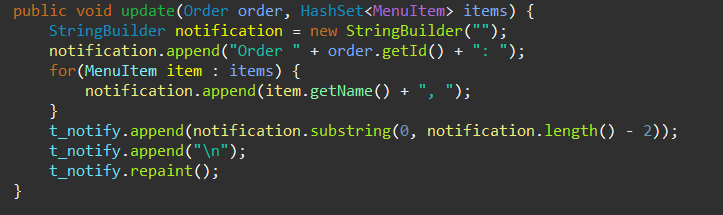 public void update(Order order, HashSet<MenuItem> items) {
    StringBuilder notification = new StringBuilder("");
    notification.append("Order " + order.getId() + ": ");
    for(MenuItem item : items) {
        notification.append(item.getName() + ", ");
    }
    t_notify.append(notification.substring(0, notification.length() - 2));
    t_notify.append("\n");
    t_notify.repaint();
}